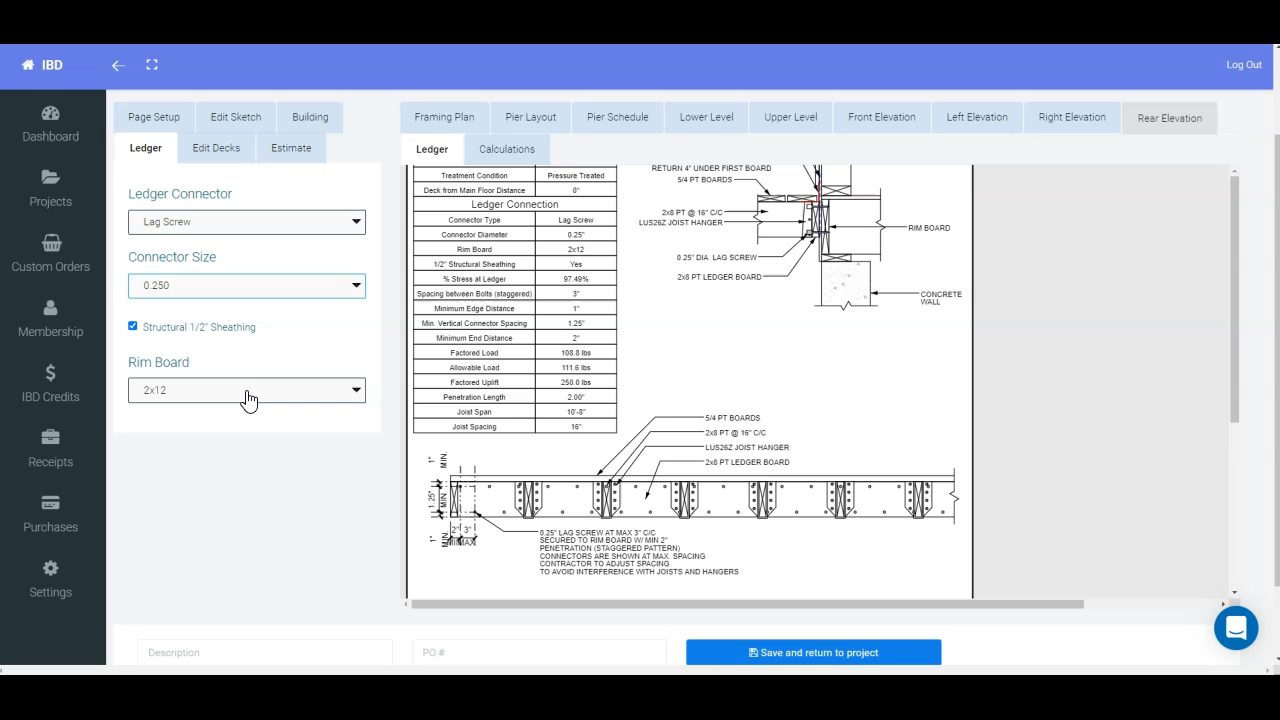 IBD
Log Out
Dashboard
Projects
Custom Orders
Membership
IBD Credits
Receipts
Purchases
Settings
Page Setup
Edit Sketch
Building
Ledger
Edit Decks
Estimate
Ledger Connector
Lag Screw
Connector Size
0.250
Structural 1/2" Sheathing
Rim Board
2x12
Framing Plan
Pier Layout
Pier Schedule
Lower Level
Upper Level
Front Elevation
Left Elevation
Right Elevation
Rear Elevation
Ledger
Calculations
Treatment Condition Pressure Treated
Deck from Main Floor Distance 0"
Ledger Connection
Connector Type Lag Screw
Connector Diameter 0.25"
Rim Board 2x12
1/2" Structural Sheathing Yes
% Stress at Ledger 97.49%
Spacing between Bolts (staggered) 3"
Minimum Edge Distance 1"
Min. Vertical Connector Spacing 1.25"
Minimum End Distance 2"
Factored Load 108.8 lbs
Allowable Load 111.6 lbs
Factored Uplift 250.0 lbs
Penetration Length 2.00"
Joist Span 10'-8"
Joist Spacing 16"
RETURN 4" UNDER FIRST BOARD
5/4 PT BOARDS
2x8 PT @ 16" C/C
LUS26Z JOIST HANGER
0.25" DIA. LAG SCREW
2x8 PT LEDGER BOARD
RIM BOARD
CONCRETE
WALL
5/4 PT BOARDS
2x8 PT @ 16" C/C
LUS26Z JOIST HANGER
2x8 PT LEDGER BOARD
1"
MIN.
1.25"
MIN.
1"
MIN.
2" 3"
0.25" LAG SCREW AT MAX 3" C/C
SECURED TO RIM BOARD W/ MIN 2"
PENETRATION (STAGGERED PATTERN)
CONNECTORS ARE SHOWN AT MAX. SPACING
CONTRACTOR TO ADJUST SPACING
TO AVOID INTERFERENCE WITH JOISTS AND HANGERS
Description
PO #
Save and return to project